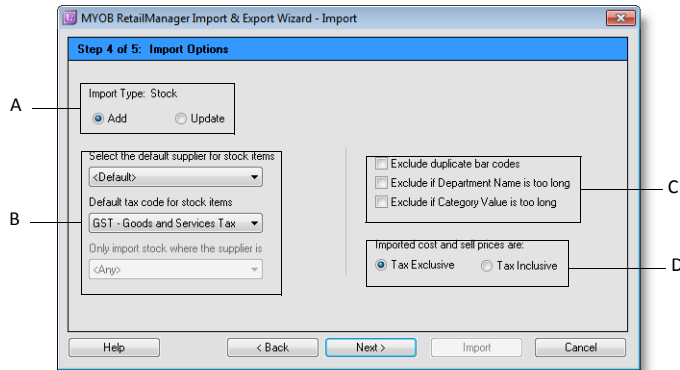 MYOB RetailManager Import & Export Wizard - Import
Step 4 of 5: Import Options
A
Import Type: Stock
Add Update
B
Select the default supplier for stock items
<Default>
Default tax code for stock items
GST - Goods and Services Tax
Only import stock where the supplier is
<Any>
Exclude duplicate bar codes
Exclude if Department Name is too long
Exclude if Category Value is too long
C
Imported cost and sell prices are:
Tax Exclusive Tax Inclusive
D
Help < Back Next > Import Cancel